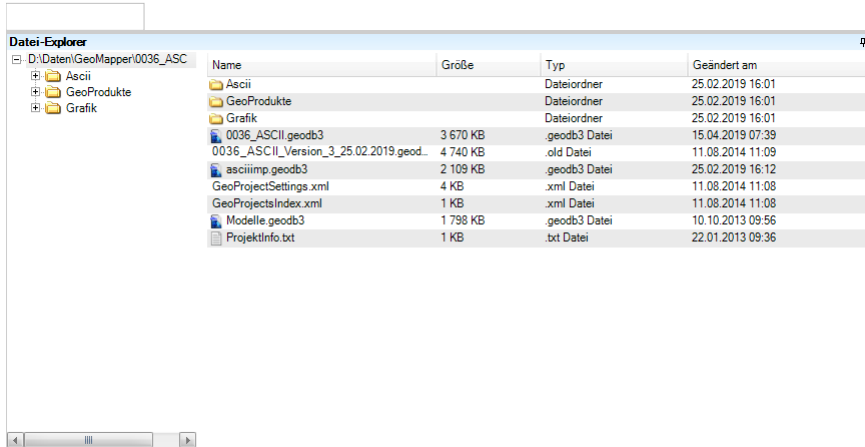 Datei-Explorer
D:\Daten\GeoMapper\0036_ASC
Ascii
GeoProdukte
Grafik
Name Größe Typ Geändert am
Ascii Dateiordner 25.02.2019 16:01
GeoProdukte Dateiordner 25.02.2019 16:01
Grafik Dateiordner 25.02.2019 16:01
0036_ASCII.geodb3 3 670 KB .geodb3 Datei 15.04.2019 07:39
0036_ASCII_Version_3_25.02.2019.geod... 4 740 KB .old Datei 11.08.2014 11:09
asciiimp.geodb3 2 109 KB .geodb3 Datei 25.02.2019 16:12
GeoProjectSettings.xml 4 KB .xml Datei 11.08.2014 11:08
GeoProjectsIndex.xml 1 KB .xml Datei 11.08.2014 11:08
Modelle.geodb3 1 798 KB .geodb3 Datei 10.10.2013 09:56
ProjektInfo.txt 1 KB .txt Datei 22.01.2013 09:36